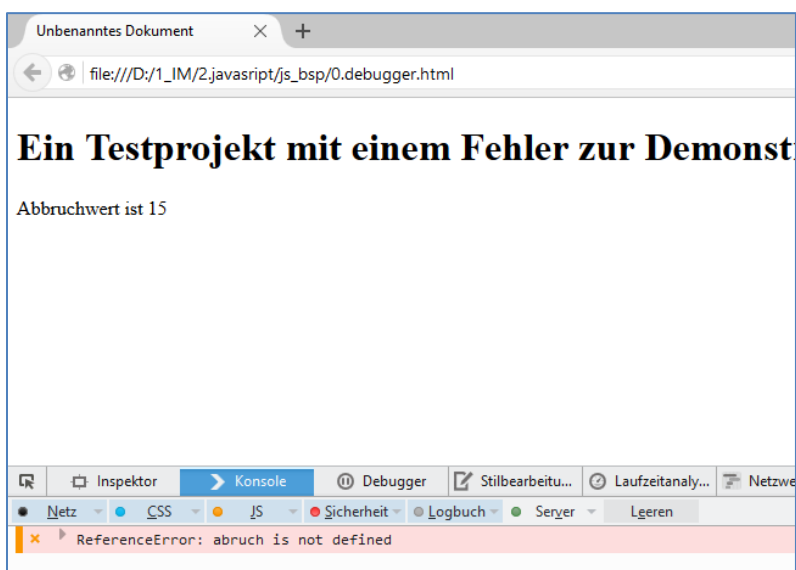 Unbenanntes Dokument
file:///D:/1_IM/2.javasript/js_bsp/0.debugger.html
Ein Testprojekt mit einem Fehler zur Demonst
Abbruchwert ist 15
Inspektor Konsole Debugger Stilbearbeitu... Laufzeitanaly... Netzwe
Netz CSS JS Sicherheit Logbuch Server Leeren
ReferenceError: abruch is not defined